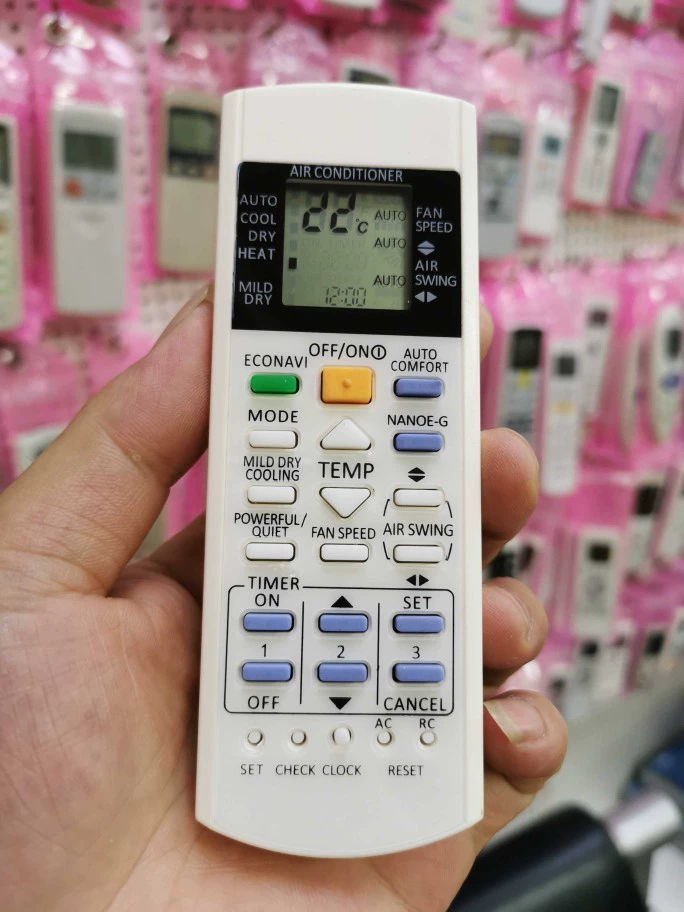 AIR CONDITIONER
AUTO
COOL
DRY
HEAT
MILD
DRY
22°C
AUTO
AUTO
AUTO
12:00
FAN
SPEED
AIR
SWING
OFF/ON
ECONAVI
AUTO
COMFORT
MODE
NANOE-G
MILD DRY
COOLING
TEMP
POWERFUL/
QUIET
FAN SPEED
AIR SWING
TIMER
ON
SET
1
2
3
OFF
CANCEL
AC
RC
SET
CHECK
CLOCK
RESET